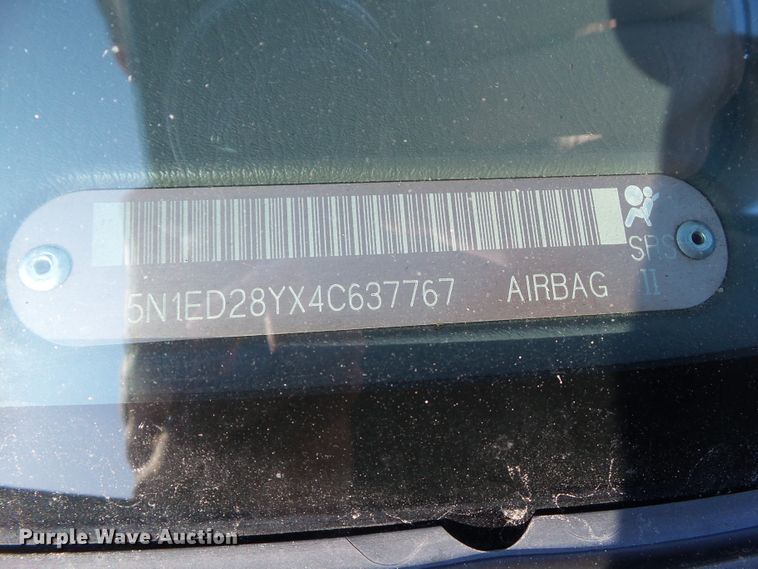 5N1ED28YX4C637767 AIRBAG SRS II
Purple Wave Auction